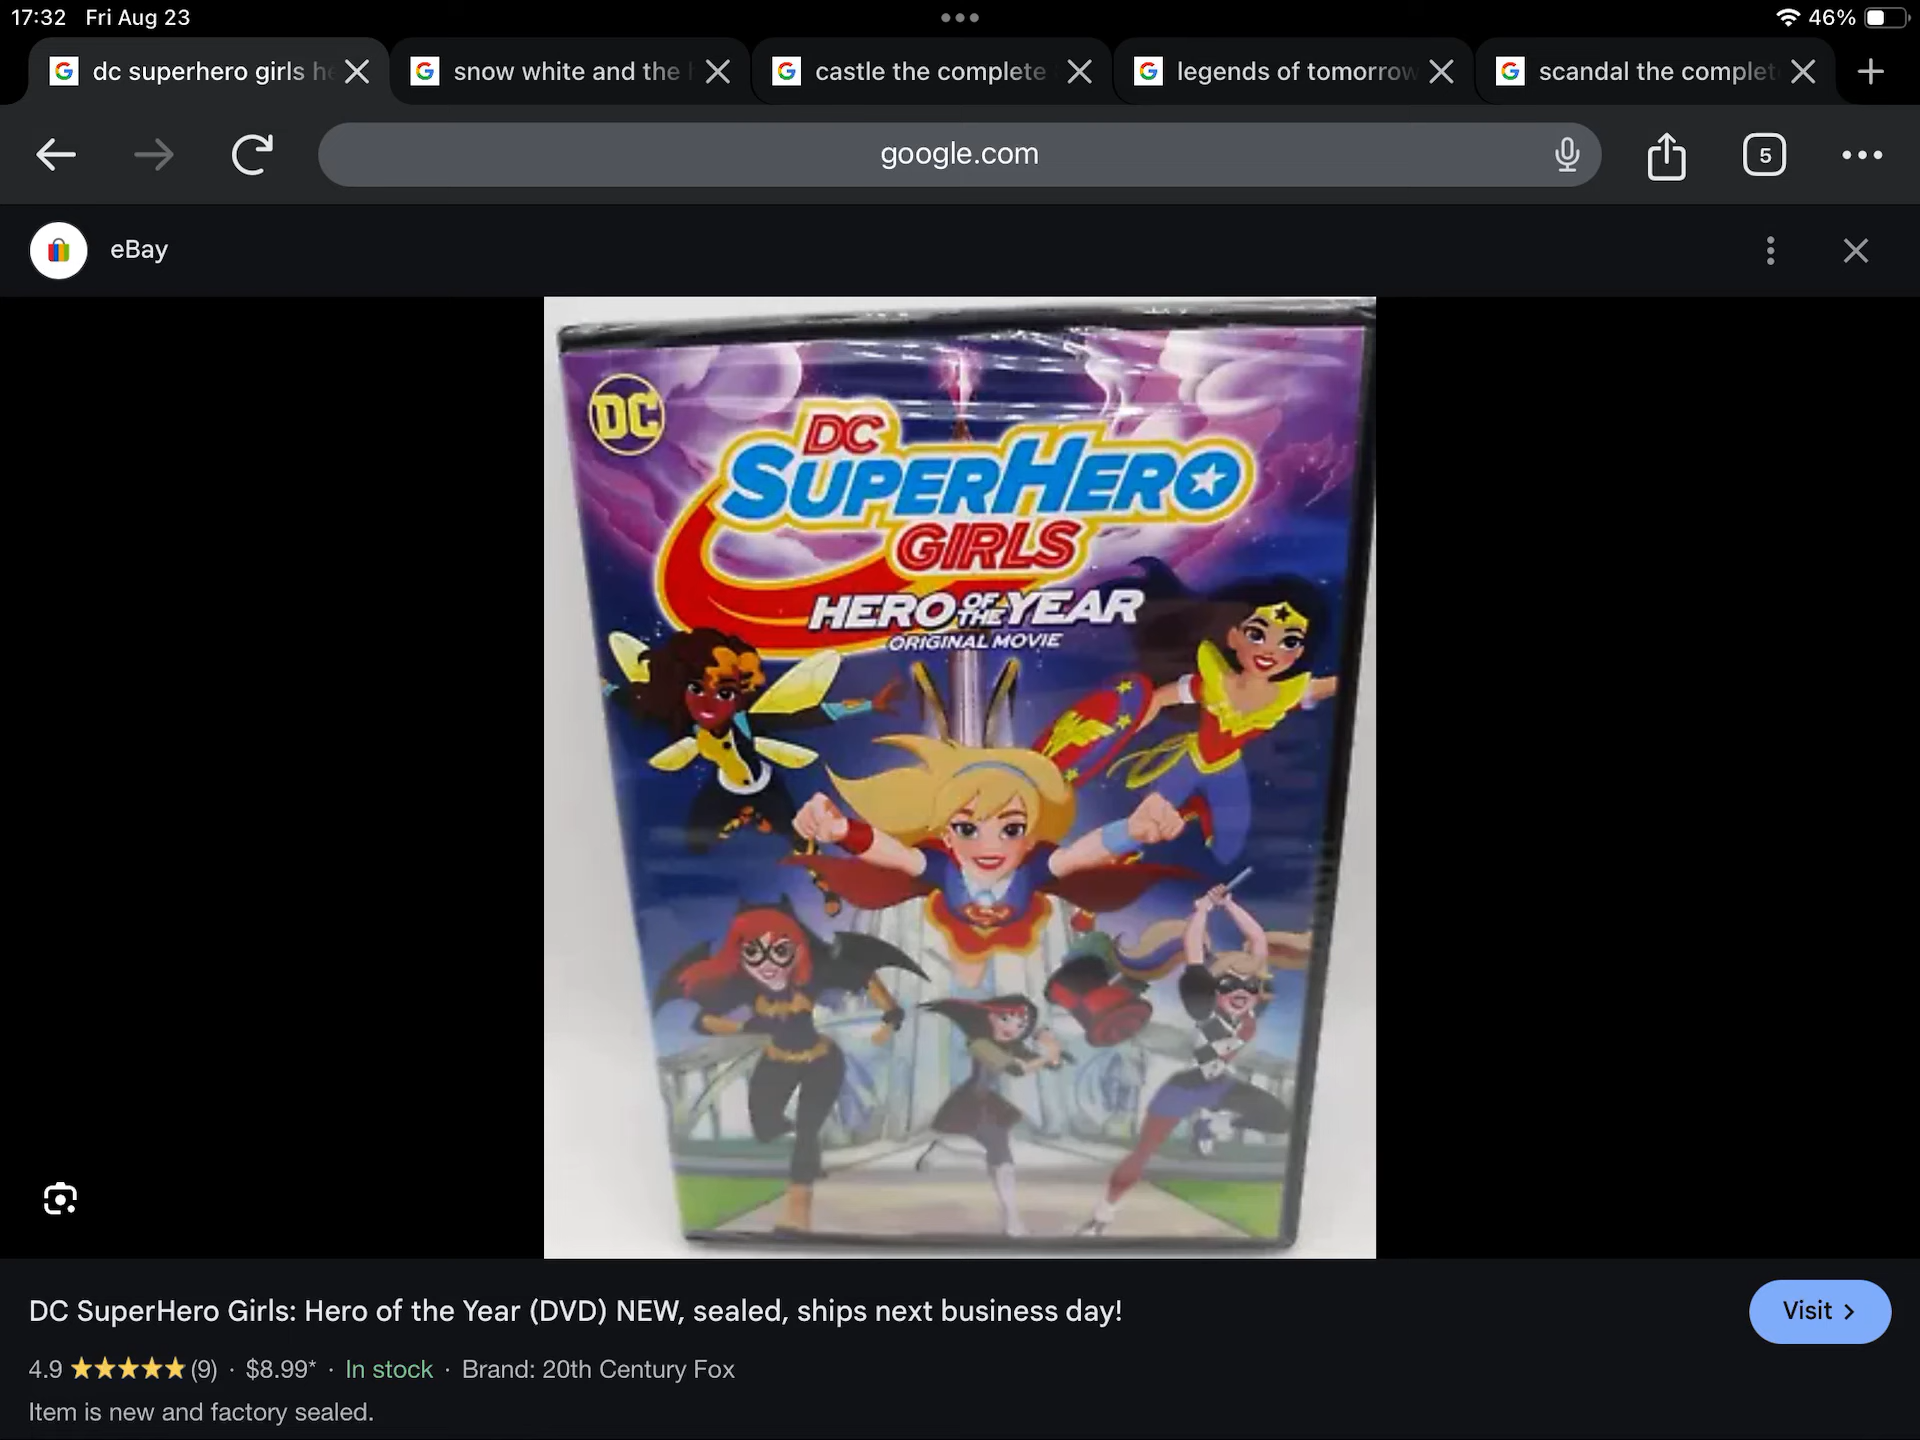 17:32 Fri Aug 23
46%
dc superhero girls he
snow white and the h
castle the complete
legends of tomorrow
scandal the complet
google.com
5
eBay
DC
DC
SUPERHERO
GIRLS
HERO OF THE YEAR
ORIGINAL MOVIE
DC SuperHero Girls: Hero of the Year (DVD) NEW, sealed, ships next business day!
Visit
4.9 (9) · $8.99* · In stock · Brand: 20th Century Fox
Item is new and factory sealed.